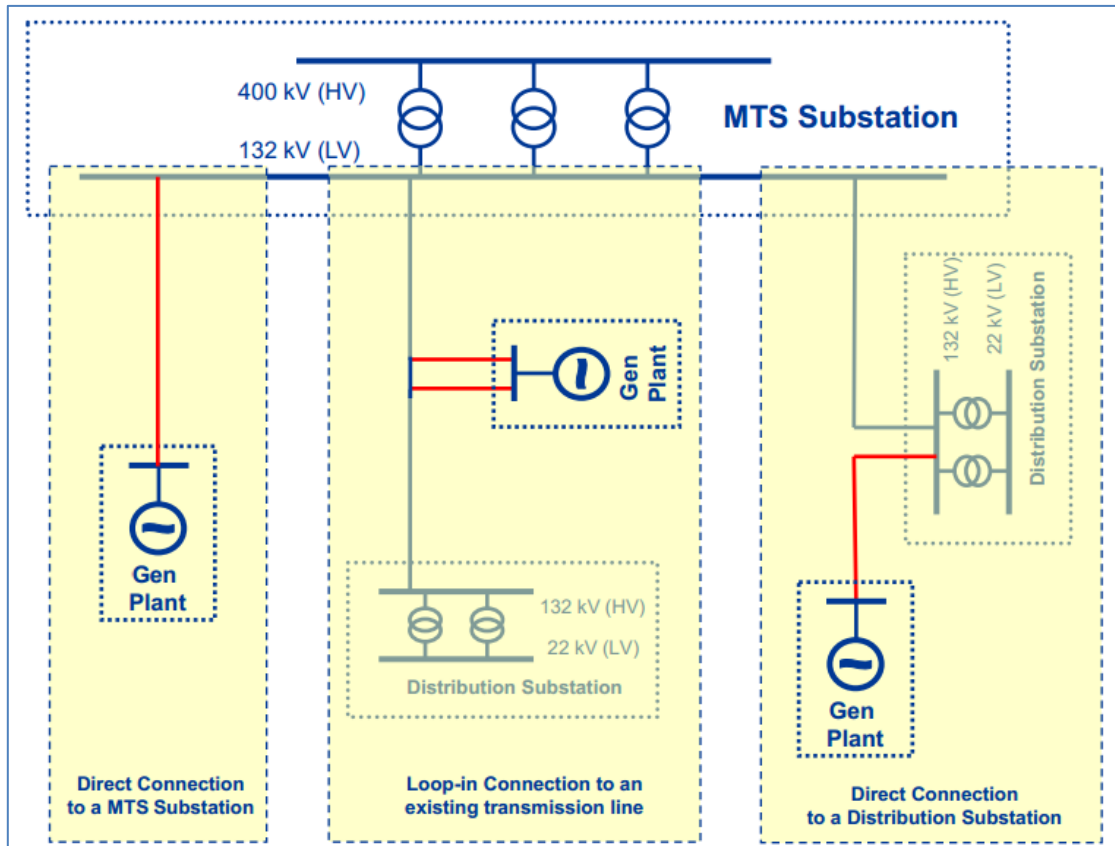 400 kV (HV)
MTS Substation
132 kV (LV)
132 kV (HV)
22 kV (LV)
Distribution Substation
Gen
Plant
Gen
Plant
132 kV (HV)
22 kV (LV)
Distribution Substation
Gen
Plant
Direct Connection
to a MTS Substation
Loop-in Connection to an
existing transmission line
Direct Connection
to a Distribution Substation